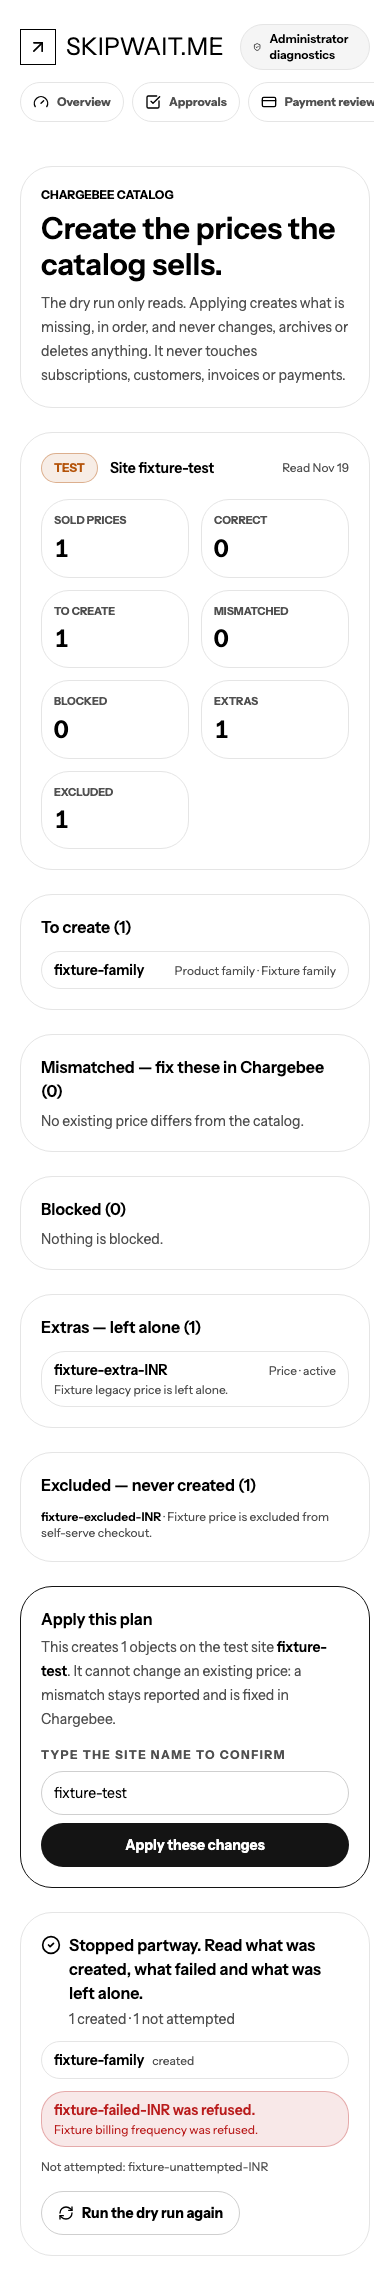 SKIPWAIT.ME
Administrator
diagnostics
Overview
Approvals
Payment review
CHARGEBEE CATALOG
Create the prices the
catalog sells.
The dry run only reads. Applying creates what is
missing, in order, and never changes, archives or
deletes anything. It never touches
subscriptions, customers, invoices or payments.
TEST
Site fixture-test
Read Nov 19
SOLD PRICES
1
CORRECT
0
TO CREATE
1
MISMATCHED
0
BLOCKED
0
EXTRAS
1
EXCLUDED
1
To create (1)
fixture-family
Product family · Fixture family
Mismatched — fix these in Chargebee
(0)
No existing price differs from the catalog.
Blocked (0)
Nothing is blocked.
Extras — left alone (1)
fixture-extra-INR
Price · active
Fixture legacy price is left alone.
Excluded — never created (1)
fixture-excluded-INR · Fixture price is excluded from
self-serve checkout.
Apply this plan
This creates 1 objects on the test site fixture-
test. It cannot change an existing price: a
mismatch stays reported and is fixed in
Chargebee.
TYPE THE SITE NAME TO CONFIRM
fixture-test
Apply these changes
Stopped partway. Read what was
created, what failed and what was
left alone.
1 created · 1 not attempted
fixture-family created
fixture-failed-INR was refused.
Fixture billing frequency was refused.
Not attempted: fixture-unattempted-INR
Run the dry run again